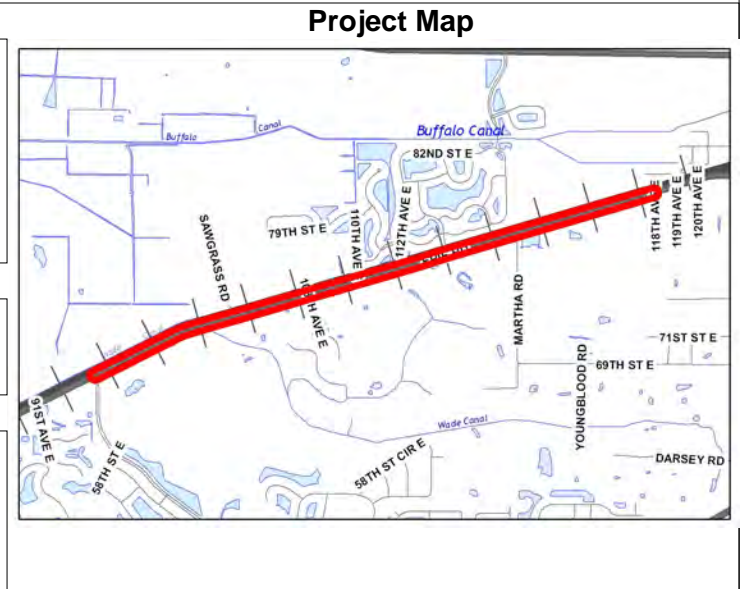 Project Map
Buffalo Canal
Buffalo
Canal
82ND ST E
SAWGRASS RD
79TH ST E
110TH AVE
112TH AVE E
118TH AVE E
119TH AVE E
120TH AVE E
AVE E
MARTHA RD
YOUNGBLOOD RD
71ST ST E
69TH ST E
91ST AVE E
58TH ST E
Wade Canal
58TH ST CIR E
DARSEY RD